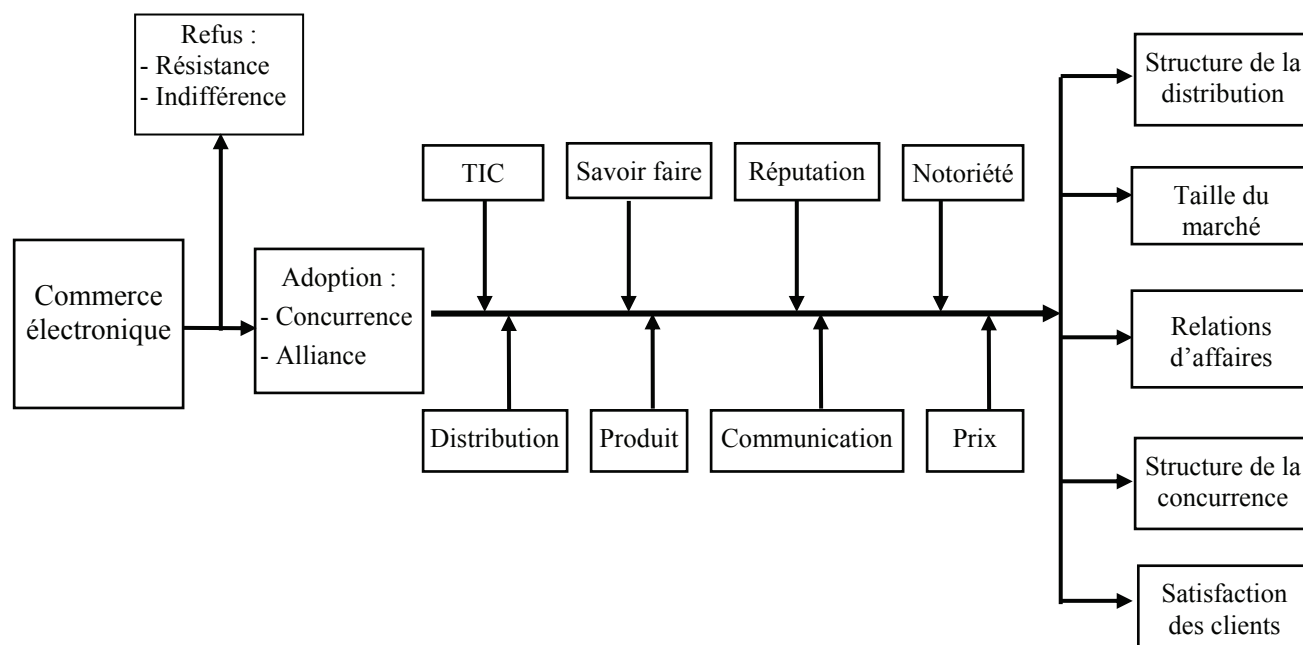 Refus :
- Résistance
- Indifférence
Commerce
électronique
Adoption :
- Concurrence
- Alliance
TIC
Savoir faire
Réputation
Notoriété
Distribution
Produit
Communication
Prix
Structure de la
distribution
Taille du
marché
Relations
d’affaires
Structure de la
concurrence
Satisfaction
des clients